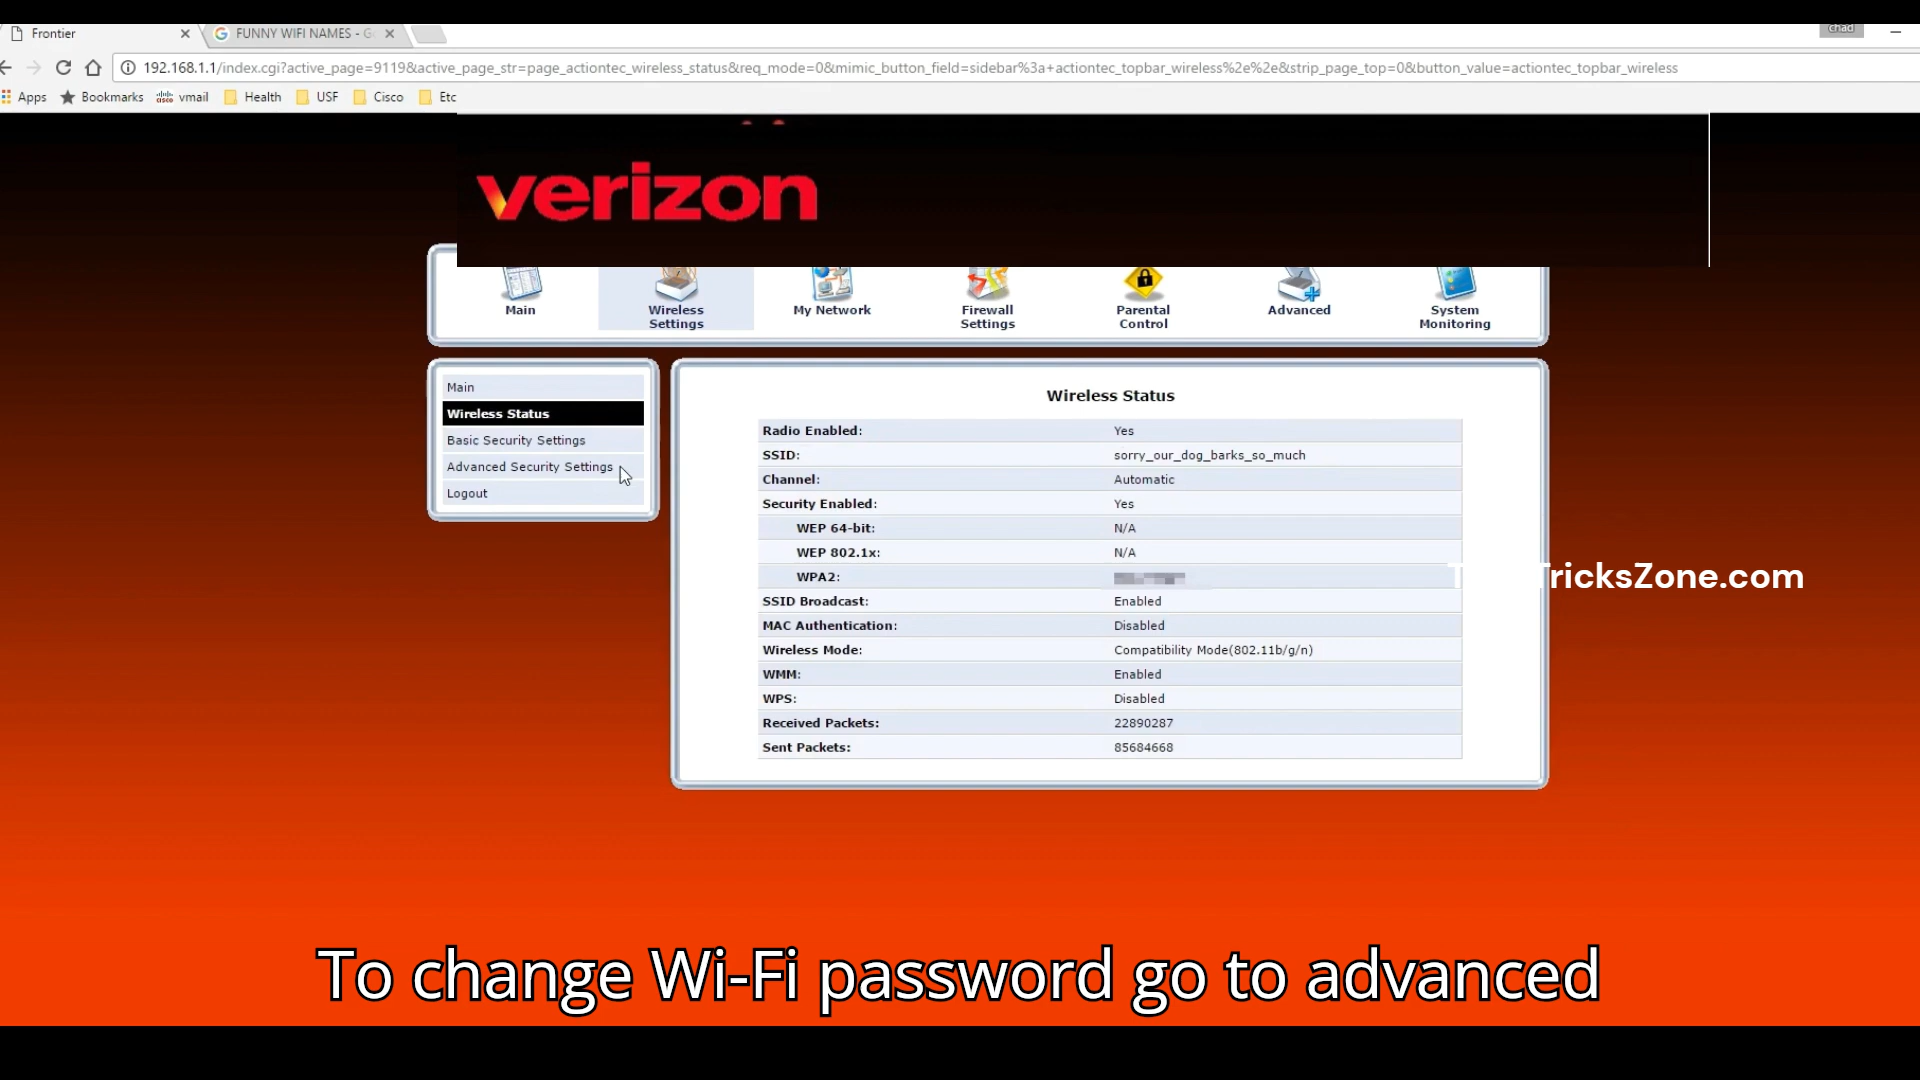 Frontier
FUNNY WIFI NAMES - G
chad
192.168.1.1/index.cgi?active_page=9119&active_page_str=page_actiontec_wireless_status&req_mode=0&mimic_button_field=sidebar%3a+actiontec_topbar_wireless%2e%2e&strip_page_top=0&button_value=actiontec_topbar_wireless
Apps Bookmarks vmail Health USF Cisco Etc
verizon
Main
Wireless Settings
My Network
Firewall Settings
Parental Control
Advanced
System Monitoring
Main
Wireless Status
Basic Security Settings
Advanced Security Settings
Logout
Wireless Status
Radio Enabled: Yes
SSID: sorry_our_dog_barks_so_much
Channel: Automatic
Security Enabled: Yes
WEP 64-bit: N/A
WEP 802.1x: N/A
WPA2:
SSID Broadcast: Enabled
MAC Authentication: Disabled
Wireless Mode: Compatibility Mode(802.11b/g/n)
WMM: Enabled
WPS: Disabled
Received Packets: 22890287
Sent Packets: 85684668
TricksZone.com
To change Wi-Fi password go to advanced